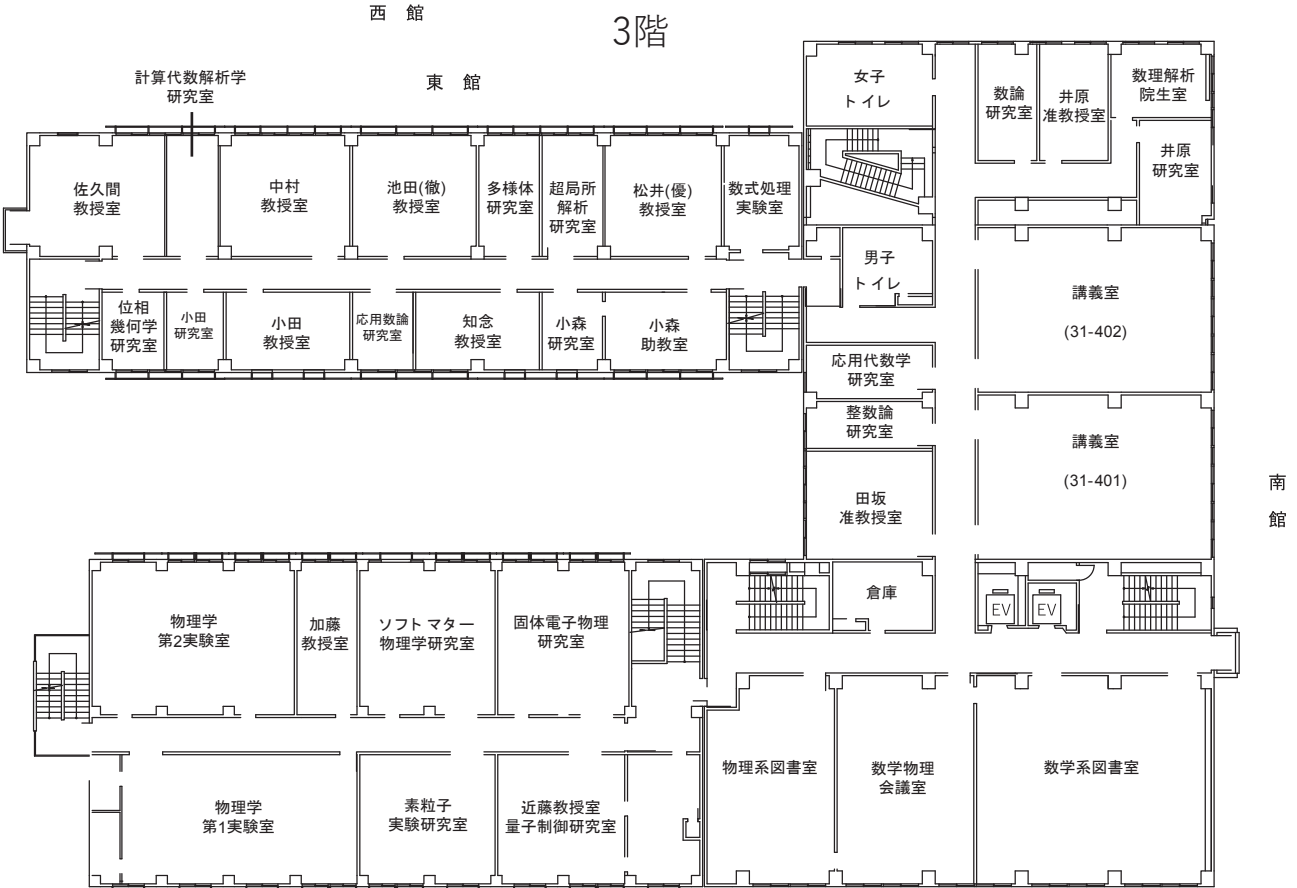 西 館
3階
東 館
計算代数解析学
研究室
女子
トイレ
数論
研究室
井原
准教授室
数理解析
院生室
井原
研究室
佐久間
教授室
中村
教授室
池田(徹)
教授室
多様体
研究室
超局所
解析
研究室
松井(優)
教授室
数式処理
実験室
男子
トイレ
講義室
(31-402)
位相
幾何学
研究室
小田
研究室
小田
教授室
応用数論
研究室
知念
教授室
小森
研究室
小森
助教室
応用代数学
研究室
整数論
研究室
講義室
(31-401)
田坂
准教授室
南
館
物理学
第2実験室
加藤
教授室
ソフトマター
物理学研究室
固体電子物理
研究室
倉庫
EV
EV
物理学
第1実験室
素粒子
実験研究室
近藤教授室
量子制御研究室
物理系図書室
数学物理
会議室
数学系図書室